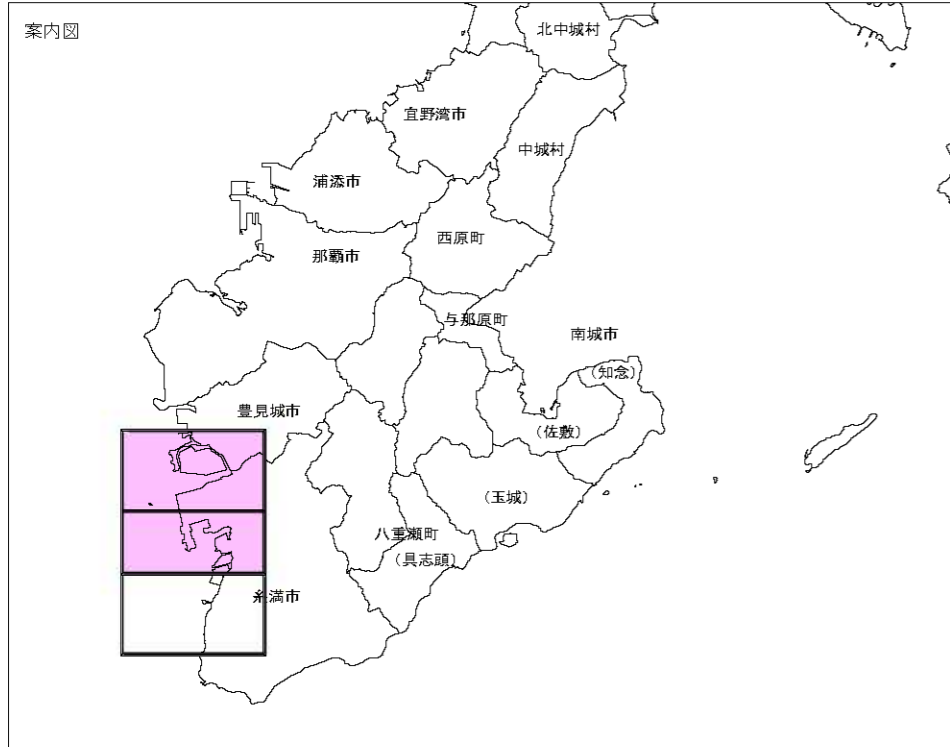 案内図
北中城村
宜野湾市
中城村
浦添市
西原町
那覇市
与那原町
南城市
(知念)
豊見城市
(佐敷)
(玉城)
八重瀬町
(具志頭)
糸満市